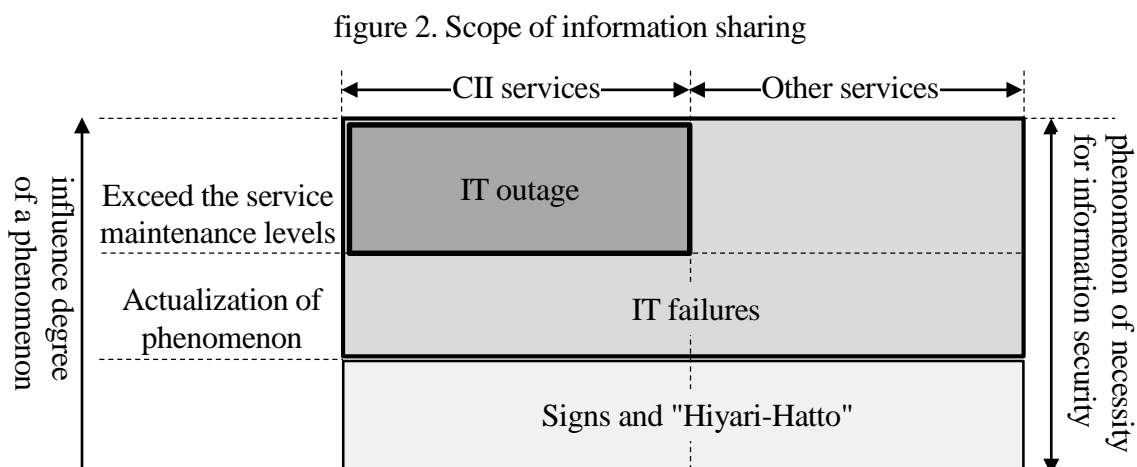 figure 2. Scope of information sharing
CII services
Other services
influence degree
of a phenomenon
Exceed the service
maintenance levels
IT outage
Actualization of
phenomenon
IT failures
Signs and "Hiyari-Hatto"
phenomenon of necessity
for information security